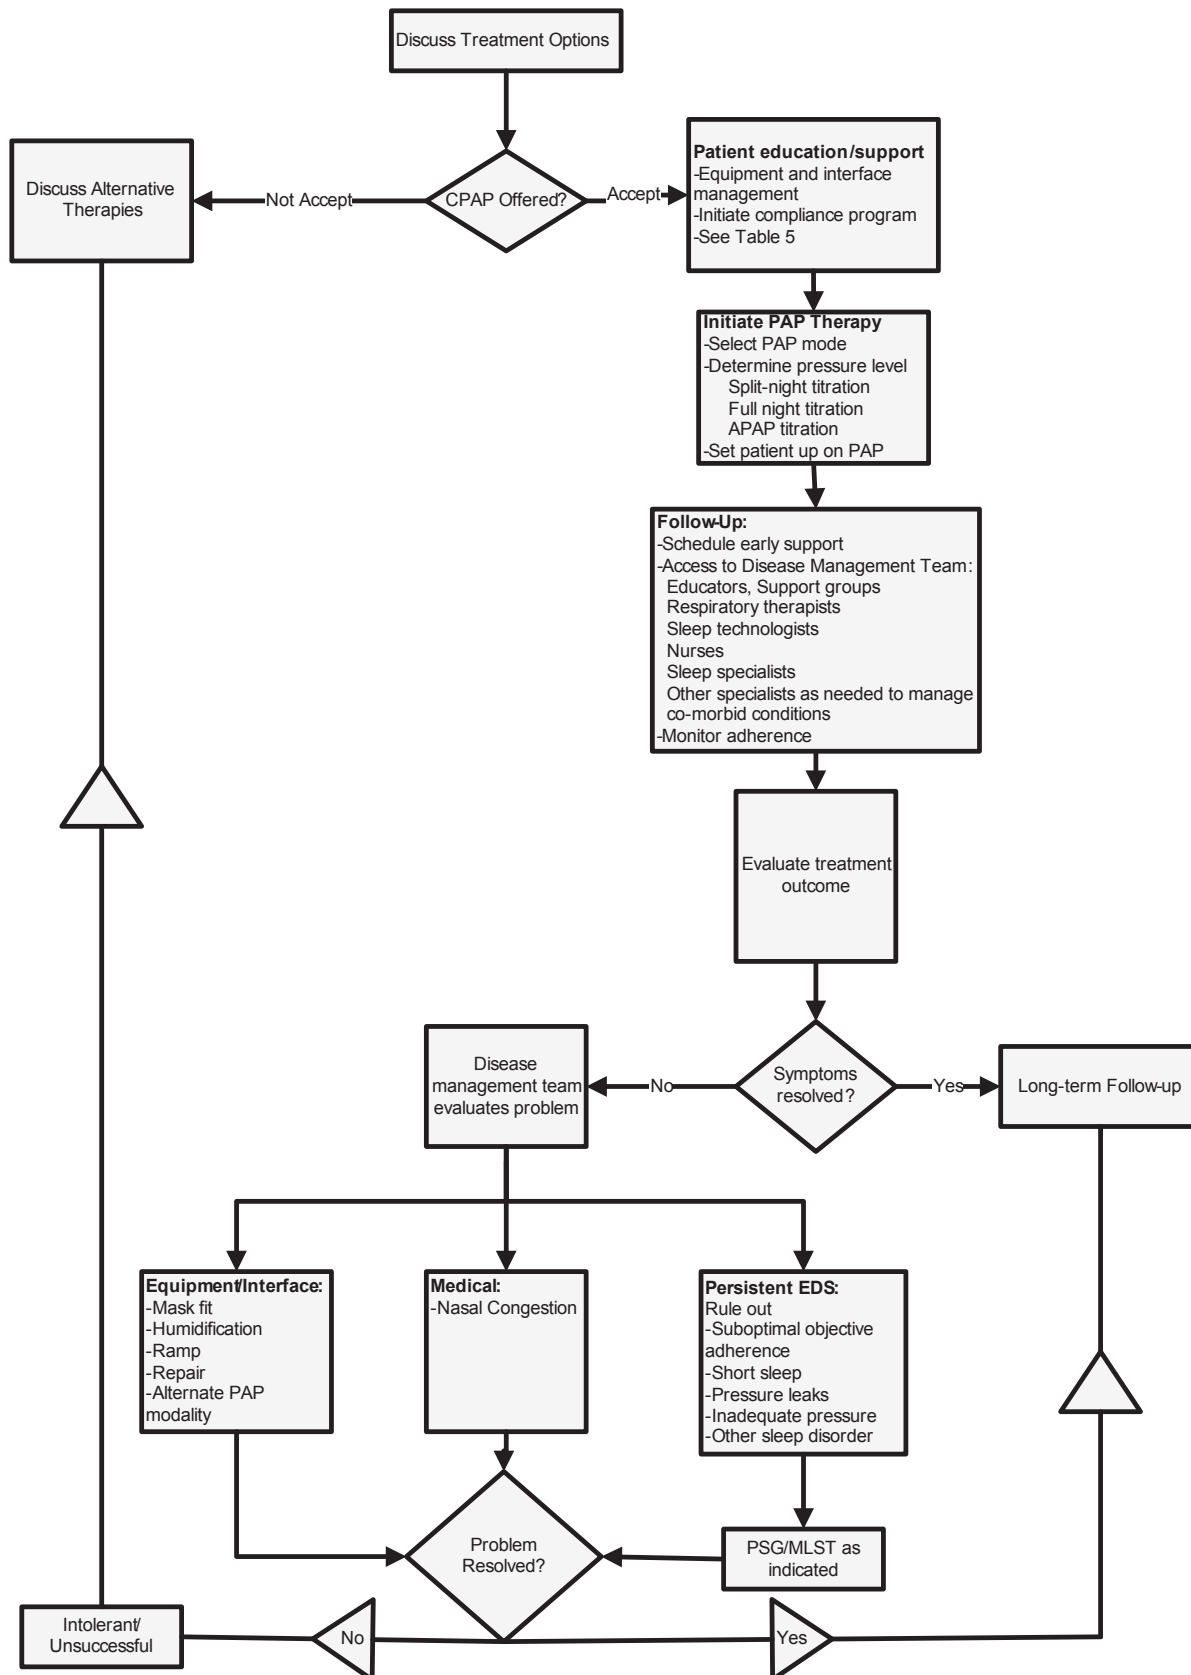 Discuss Treatment Options
Discuss Alternative
Therapies
Not Accept
CPAP Offered?
Accept
Patient education/support
-Equipment and interface
management
-Initiate compliance program
-See Table 5
Initiate PAP Therapy
-Select PAP mode
-Determine pressure level
Split-night titration
Full night titration
APAP titration
-Set patient up on PAP
Follow-Up:
-Schedule early support
-Access to Disease Management Team:
Educators, Support groups
Respiratory therapists
Sleep technologists
Nurses
Sleep specialists
Other specialists as needed to manage
co-morbid conditions
-Monitor adherence
Evaluate treatment
outcome
Symptoms
resolved?
No
Yes
Disease
management team
evaluates problem
Long-term Follow-up
Equipment/Interface:
-Mask fit
-Humidification
-Ramp
-Repair
-Alternate PAP
modality
Medical:
-Nasal Congestion
Persistent EDS:
Rule out
-Suboptimal objective
adherence
-Short sleep
-Pressure leaks
-Inadequate pressure
-Other sleep disorder
Problem
Resolved?
PSG/MLST as
indicated
Intolerant/
Unsuccessful
No
Yes